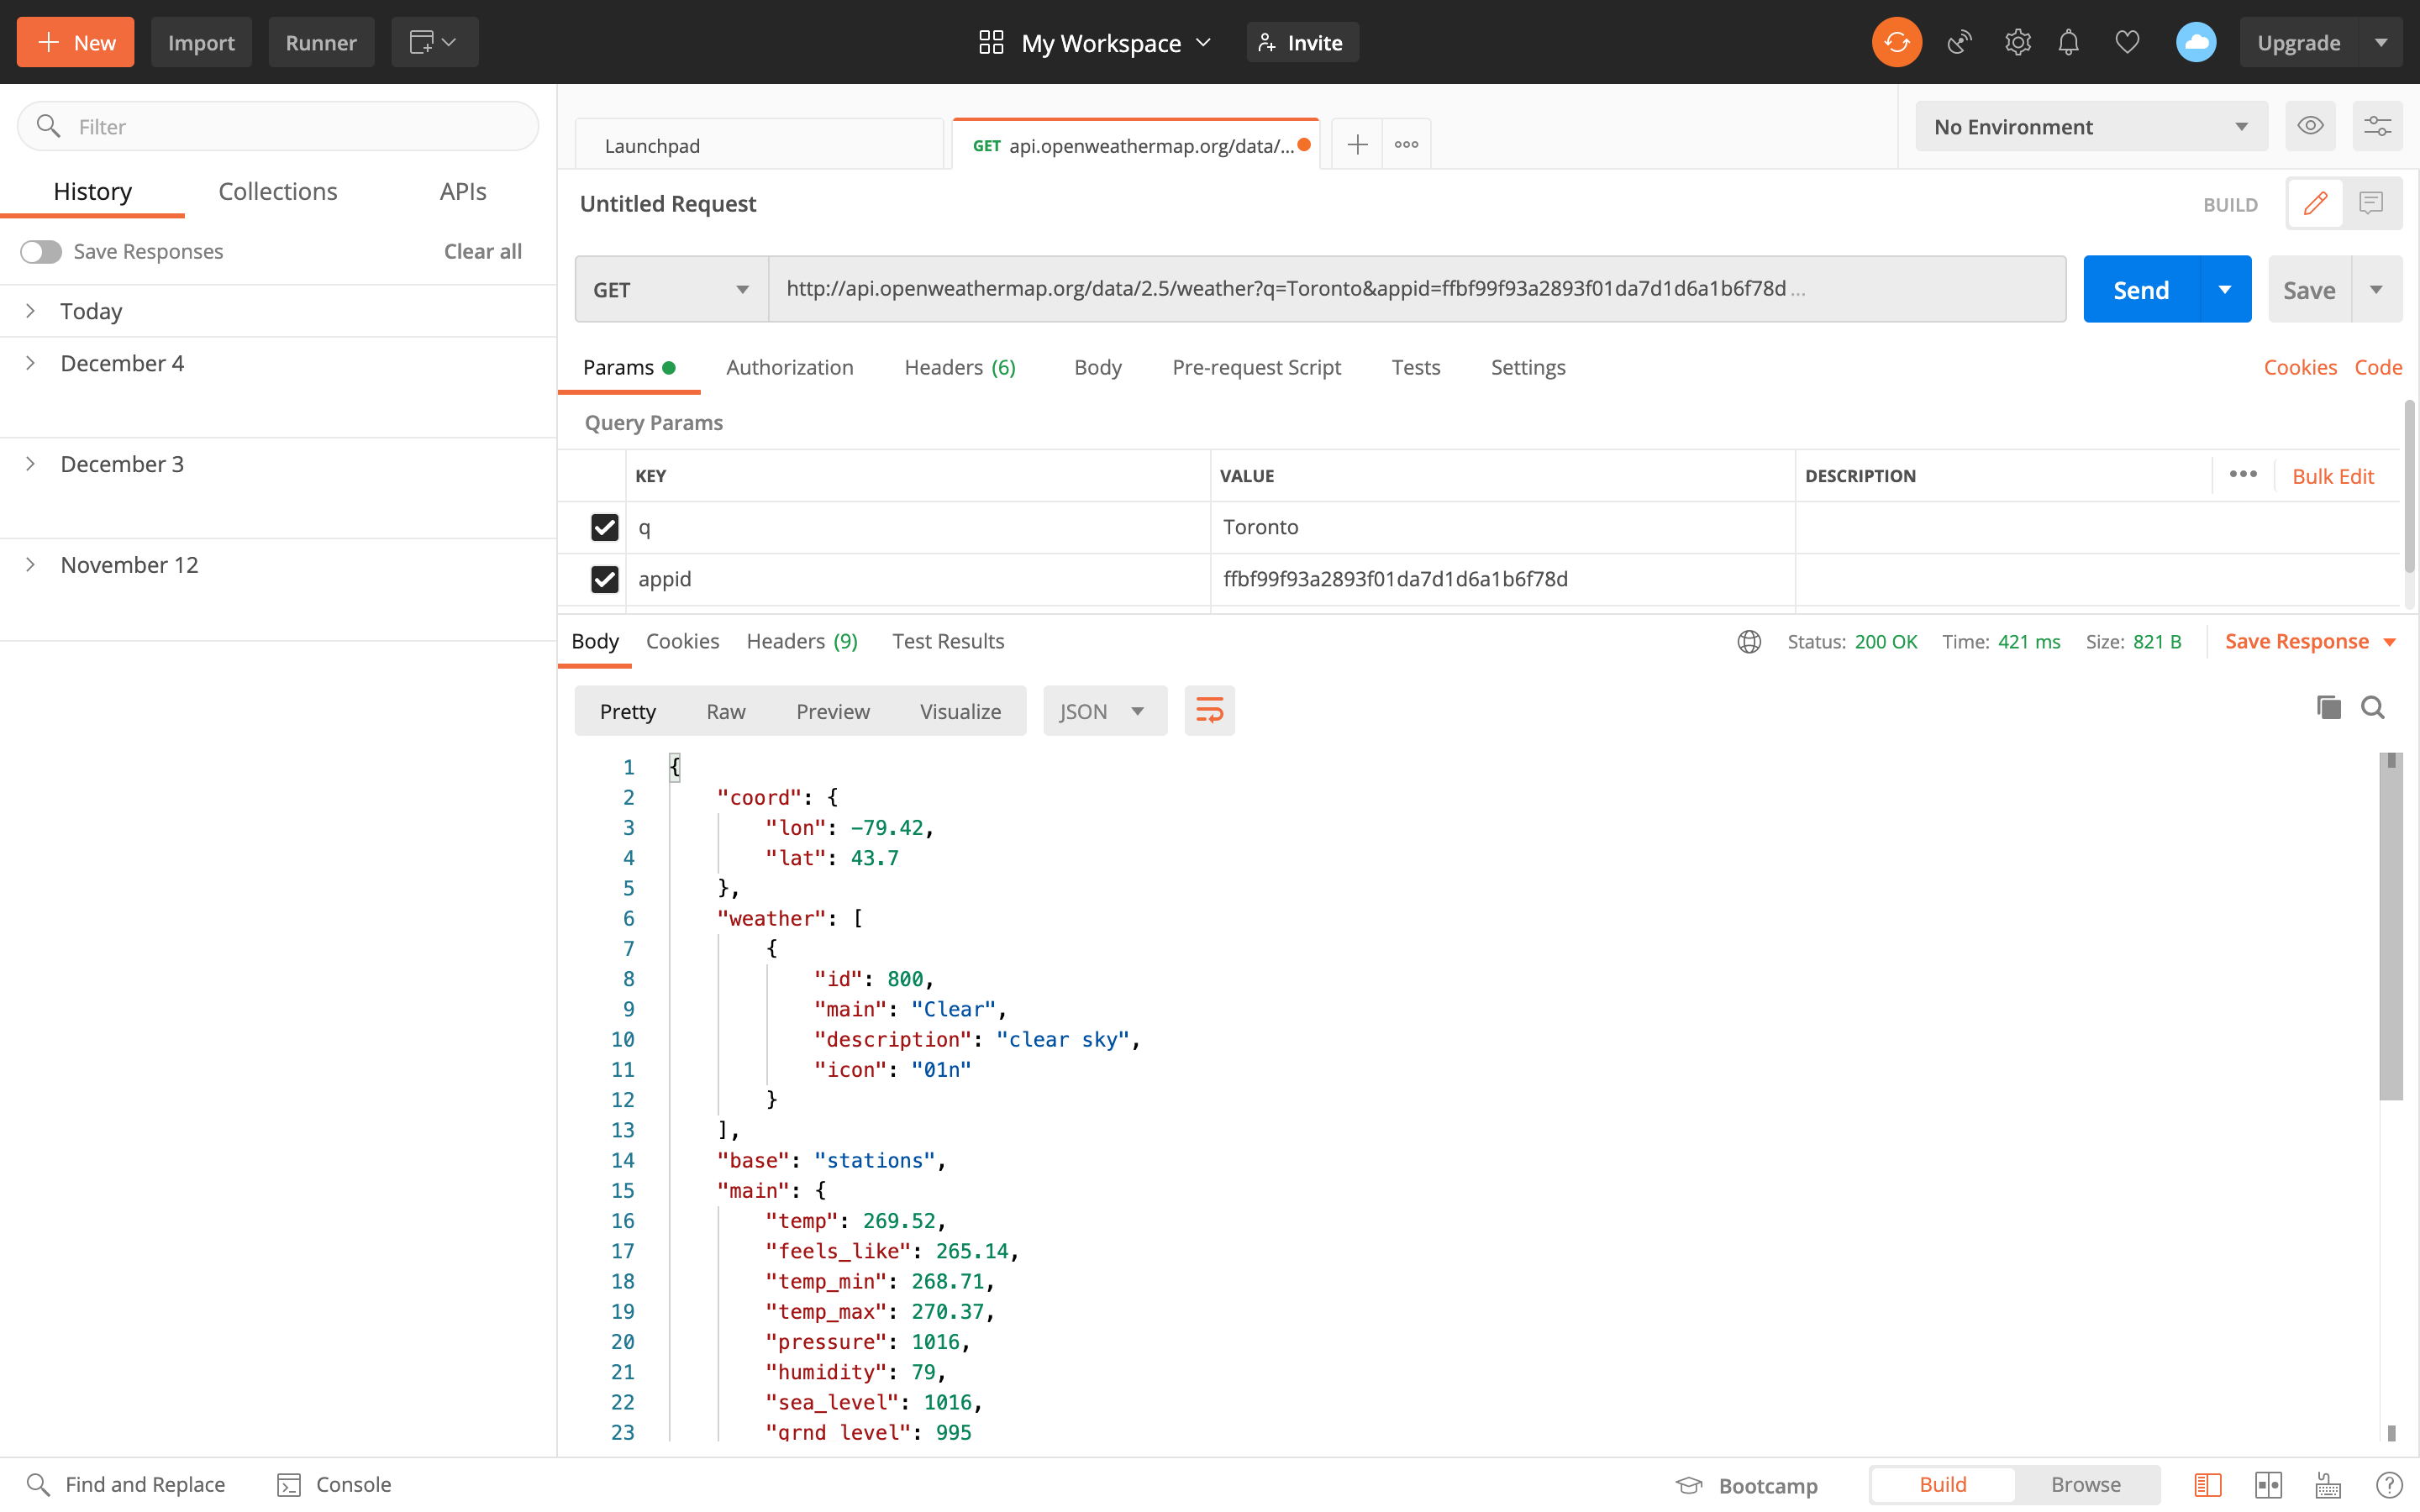 New Import Runner My Workspace Invite Upgrade
Filter
History Collections APIs
Save Responses Clear all
Today
December 4
December 3
November 12
Launchpad GET api.openweathermap.org/data/... No Environment
Untitled Request BUILD
GET http://api.openweathermap.org/data/2.5/weather?q=Toronto&appid=ffbf99f93a2893f01da7d1d6a1b6f78d ... Send Save
Params Authorization Headers (6) Body Pre-request Script Tests Settings Cookies Code
Query Params
KEY VALUE DESCRIPTION Bulk Edit
q Toronto
appid ffbf99f93a2893f01da7d1d6a1b6f78d
Body Cookies Headers (9) Test Results Status: 200 OK Time: 421 ms Size: 821 B Save Response
Pretty Raw Preview Visualize JSON
1 {
2 "coord": {
3 "lon": -79.42,
4 "lat": 43.7
5 },
6 "weather": [
7 {
8 "id": 800,
9 "main": "Clear",
10 "description": "clear sky",
11 "icon": "01n"
12 }
13 ],
14 "base": "stations",
15 "main": {
16 "temp": 269.52,
17 "feels_like": 265.14,
18 "temp_min": 268.71,
19 "temp_max": 270.37,
20 "pressure": 1016,
21 "humidity": 79,
22 "sea_level": 1016,
23 "grnd_level": 995
Find and Replace Console Bootcamp Build Browse